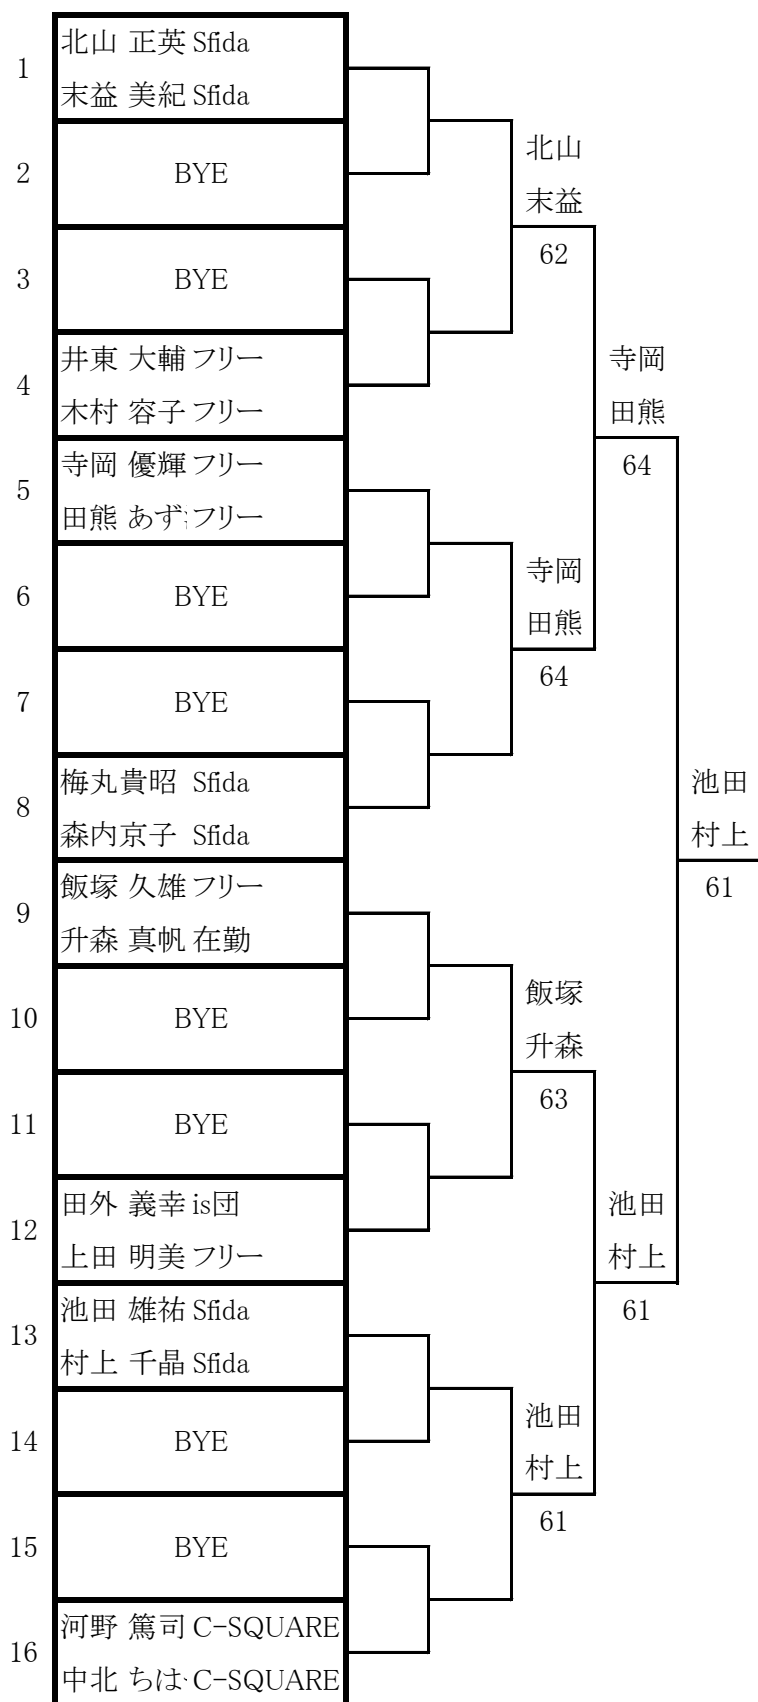 北山 正英 Sfida
1
末益 美紀 Sfida
2 BYE
3 BYE
井東 大輔 フリー
4
木村 容子 フリー
寺岡 優輝 フリー
5
田熊 あず フリー
6 BYE
7 BYE
梅丸貴昭 Sfida
8
森内京子 Sfida
飯塚 久雄 フリー
9
升森 真帆 在勤
10 BYE
11 BYE
田外 義幸 is団
12
上田 明美 フリー
池田 雄祐 Sfida
13
村上 千晶 Sfida
14 BYE
15 BYE
河野 篤司 C-SQUARE
16
中北 ちは C-SQUARE
北山
末益
62
寺岡
田熊
64
飯塚
升森
63
池田
村上
61
寺岡
田熊
64
池田
村上
61
池田
村上
61